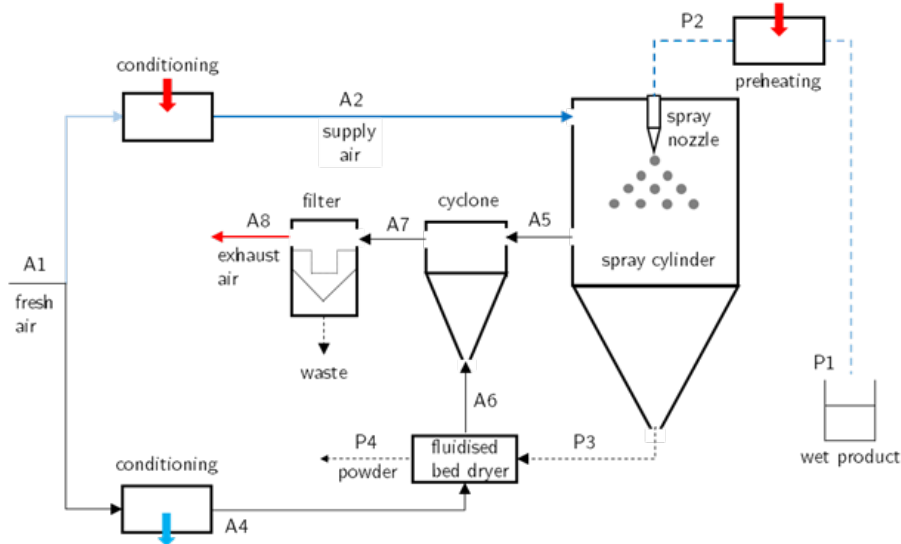 P2
conditioning
preheating
A2
supply
air
spray
nozzle
filter
cyclone
A8
A7
A5
exhaust
air
spray cylinder
A1
fresh
air
waste
P1
A6
wet product
P4
P3
powder
fluidised
bed dryer
conditioning
A4